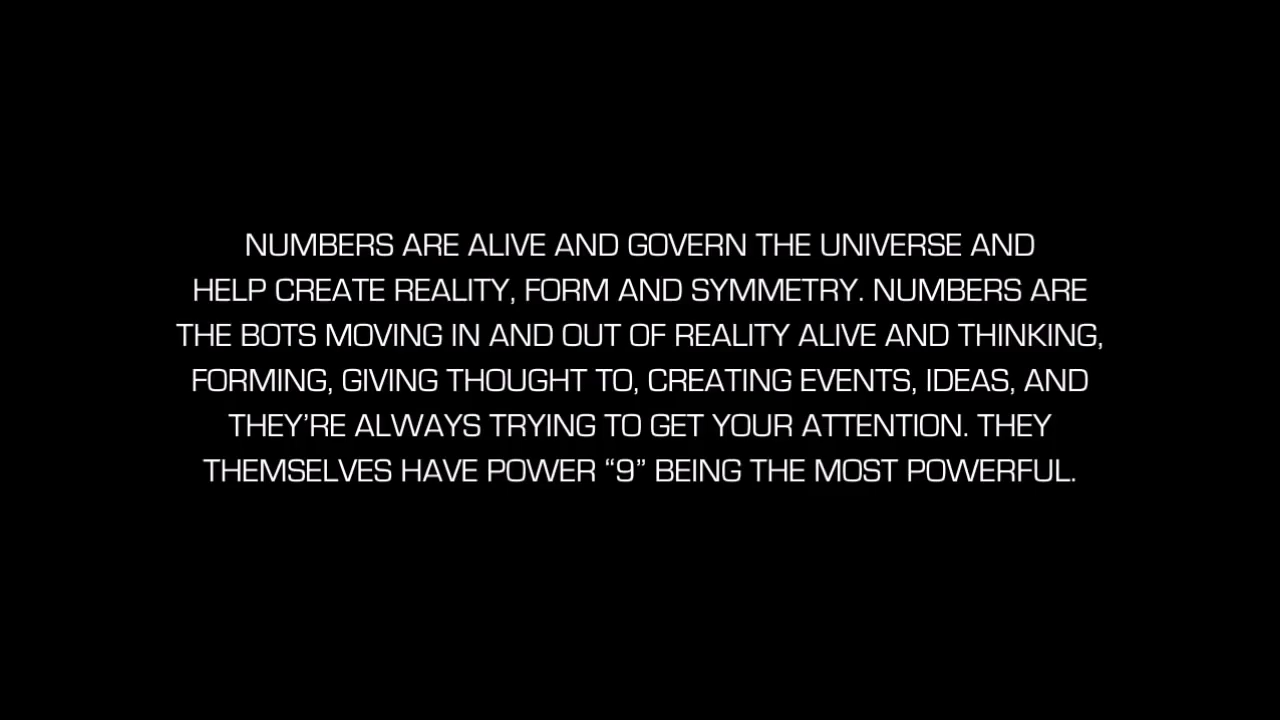 NUMBERS ARE ALIVE AND GOVERN THE UNIVERSE AND
HELP CREATE REALITY, FORM AND SYMMETRY. NUMBERS ARE
THE BOTS MOVING IN AND OUT OF REALITY ALIVE AND THINKING,
FORMING, GIVING THOUGHT TO, CREATING EVENTS, IDEAS, AND
THEY’RE ALWAYS TRYING TO GET YOUR ATTENTION. THEY
THEMSELVES HAVE POWER “9” BEING THE MOST POWERFUL.